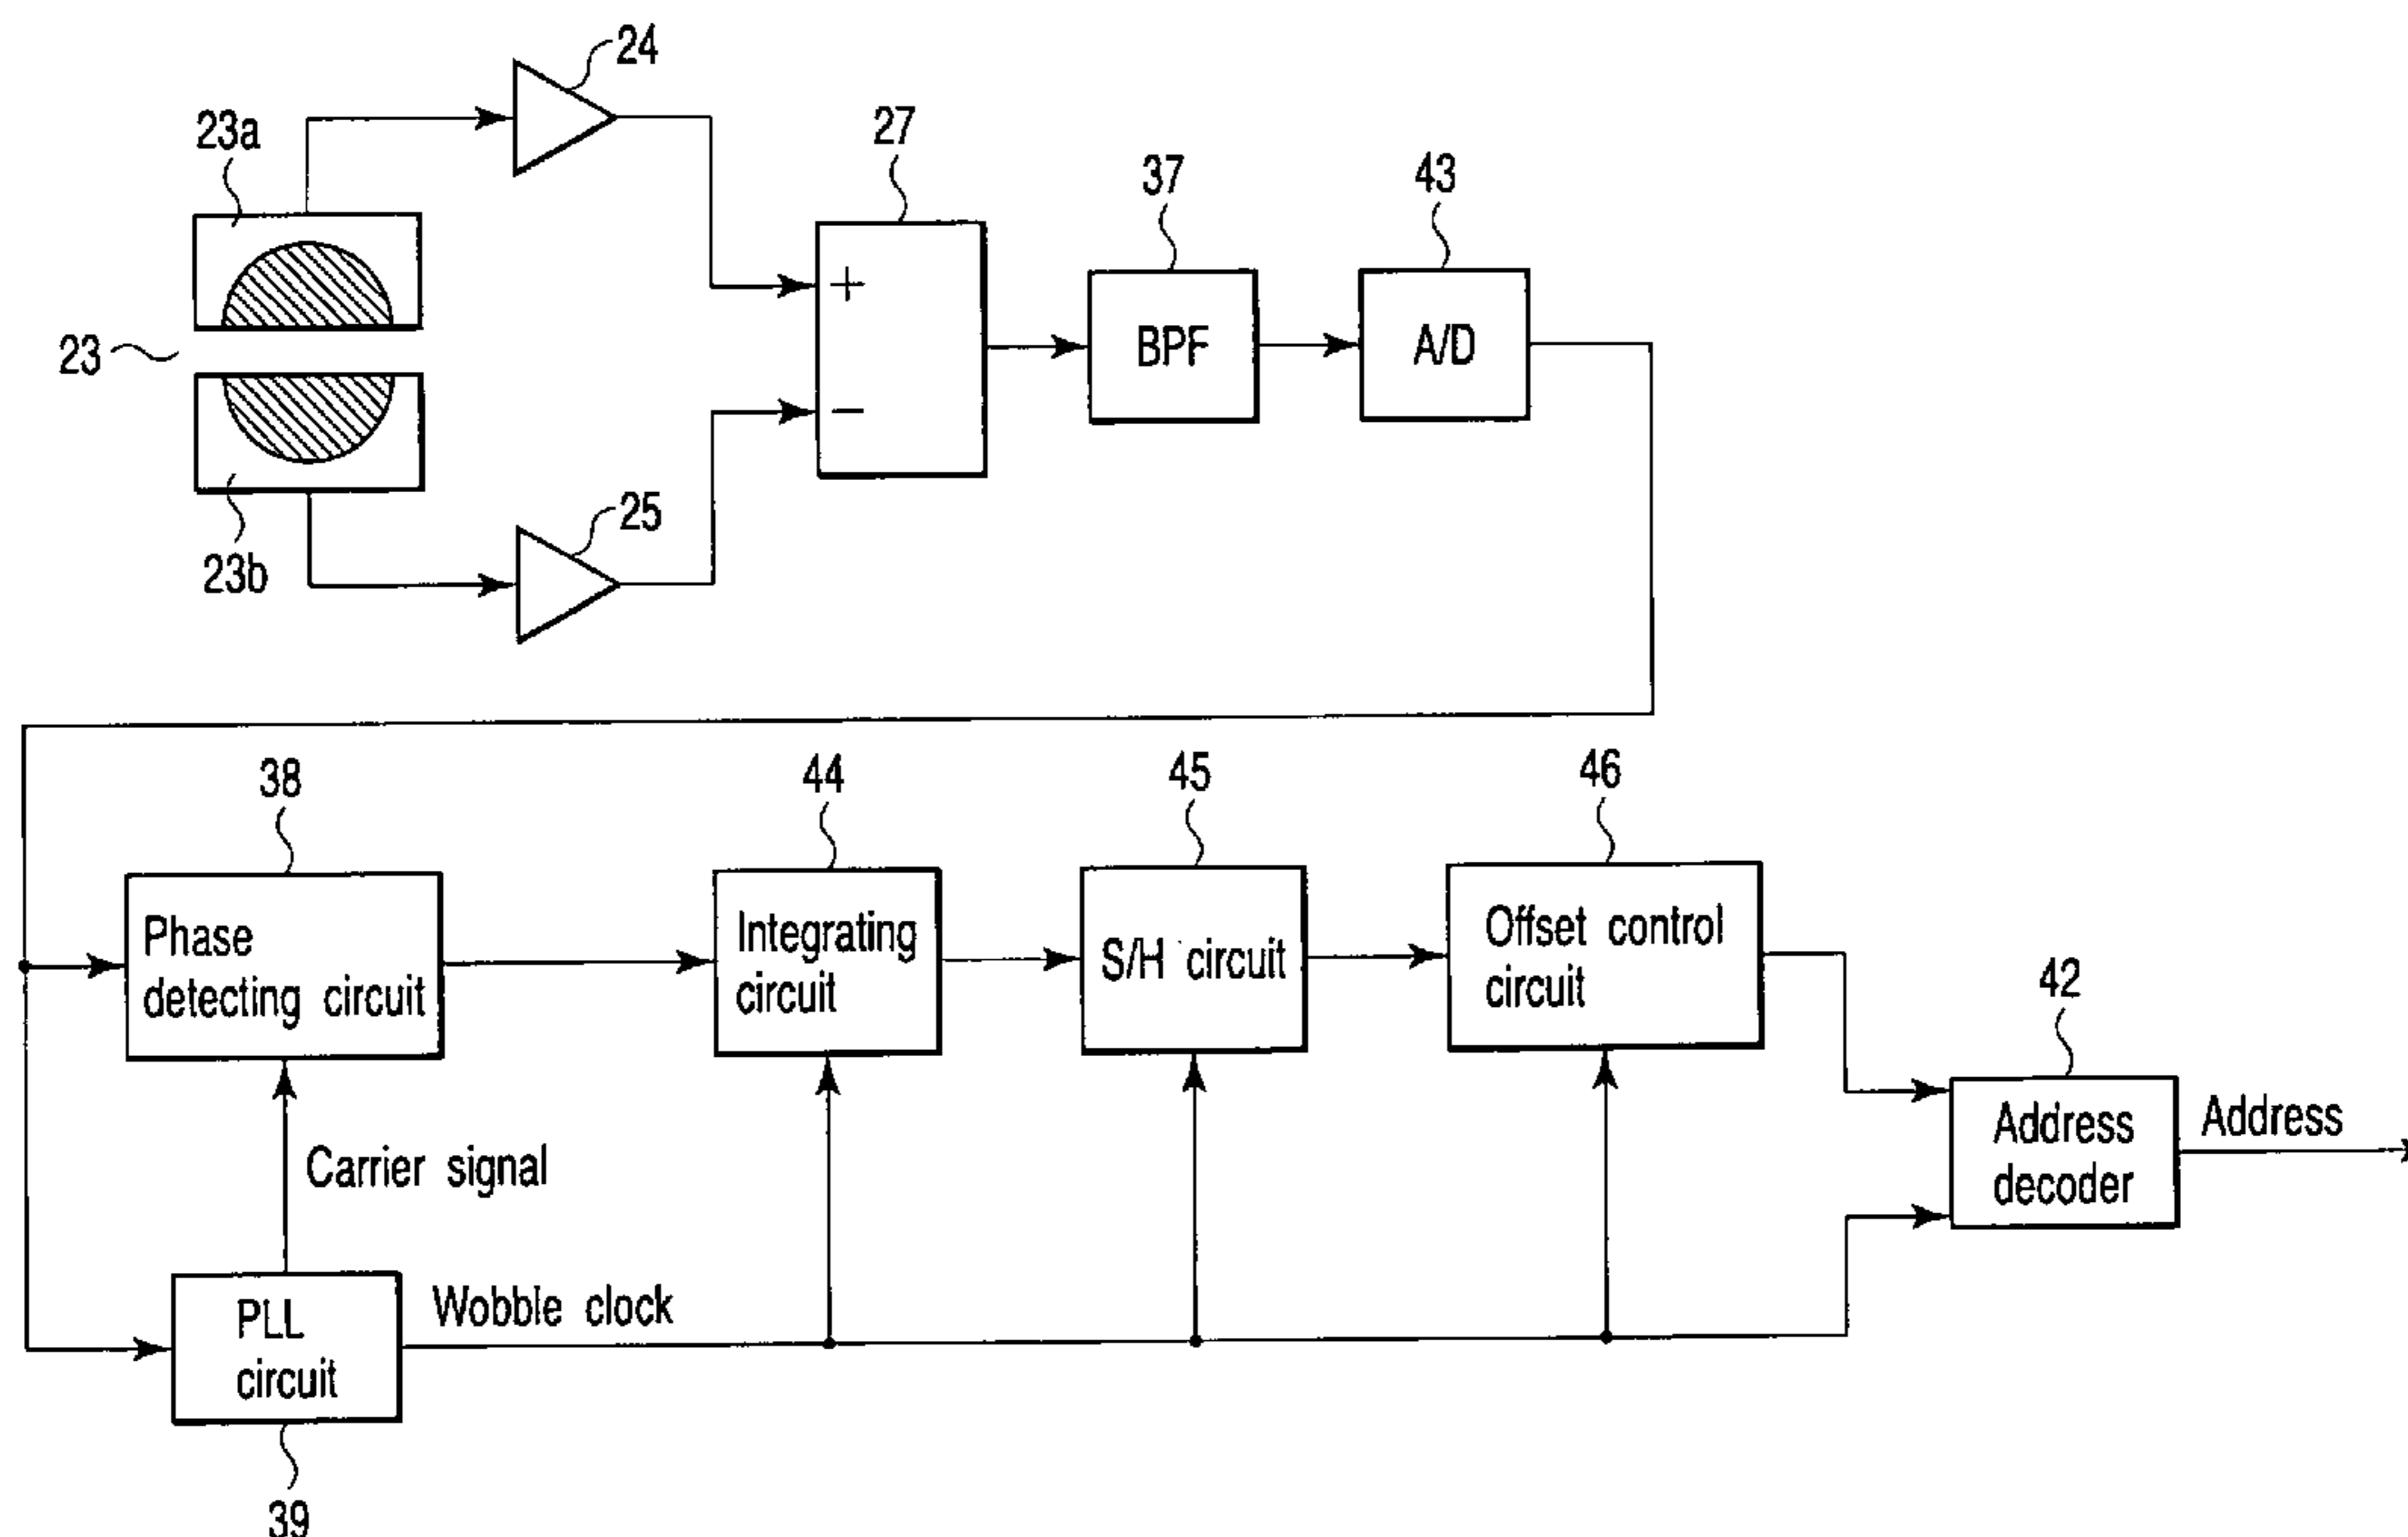 24
23a
27
37
43
+
BPF
A/D
23
−
25
23b
38
44
45
46
Phase
detecting circuit
Integrating
circuit
S/H circuit
Offset control
circuit
42
Carrier signal
Address
decoder
Address
PLL
circuit
Wobble clock
39